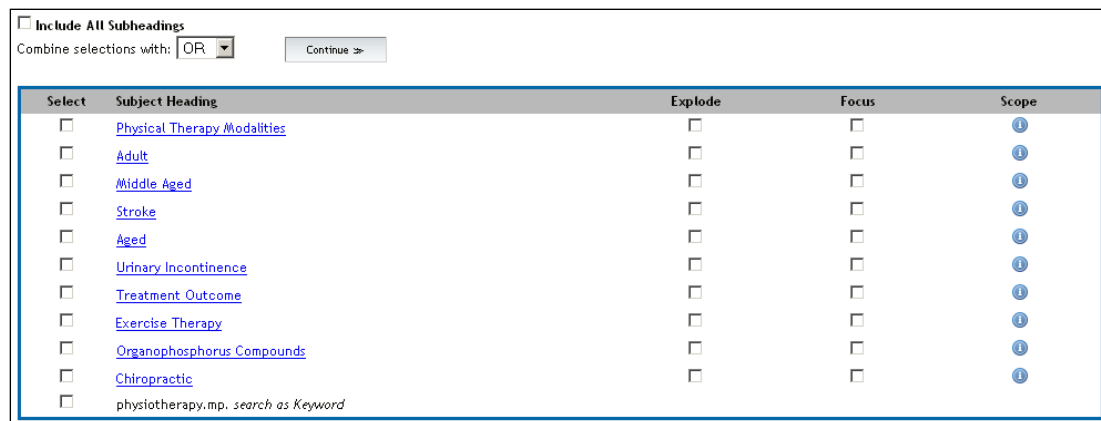 Include All Subheadings
Combine selections with: OR Continue ≫
Select Subject Heading Explode Focus Scope
Physical Therapy Modalities
Adult
Middle Aged
Stroke
Aged
Urinary Incontinence
Treatment Outcome
Exercise Therapy
Organophosphorus Compounds
Chiropractic
physiotherapy.mp. search as Keyword